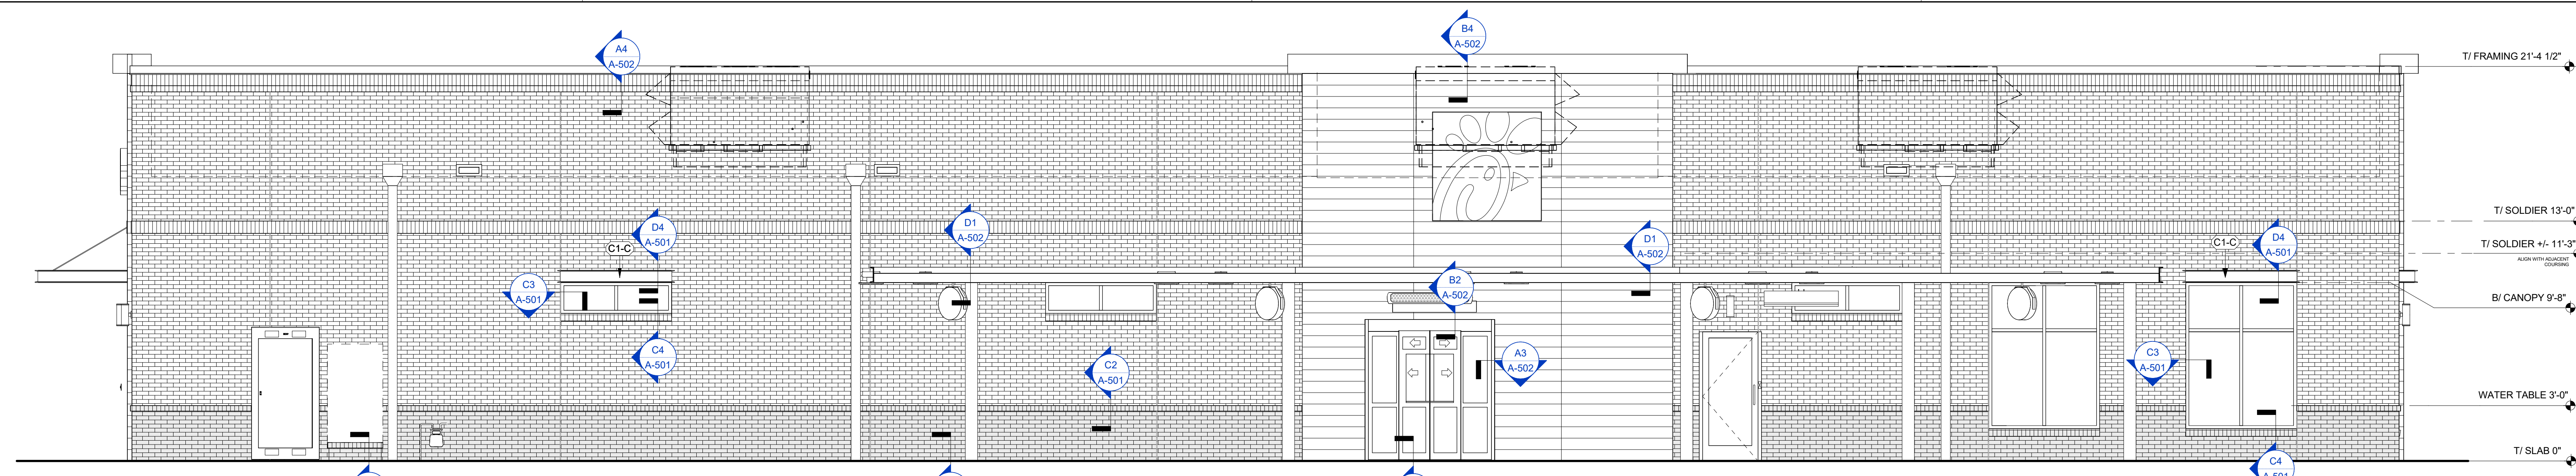 B4
A-502
A4
A-502
T/ FRAMING 21'-4 1/2"
T/ SOLDIER 13'-0"
D4
A-501
D1
A-502
D1
A-502
D4
A-501
C1-C
C1-C
T/ SOLDIER +/- 11'-3"
ALIGN WITH ADJACENT
COURSING
C3
A-501
B2
A-502
B/ CANOPY 9'-8"
C4
A-501
C2
A-501
A3
A-502
C3
A-501
WATER TABLE 3'-0"
T/ SLAB 0"
C4
A-501